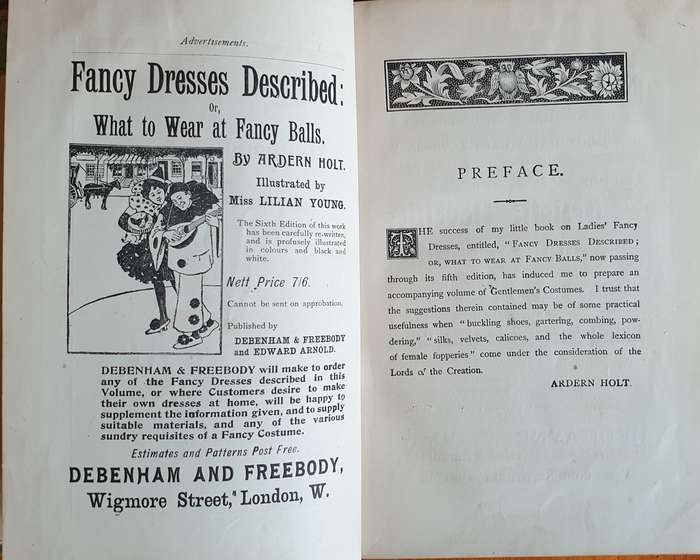 Advertisements.
Fancy Dresses Described:
Or,
What to Wear at Fancy Balls.
By ARDERN HOLT.
Illustrated by
Miss LILIAN YOUNG.
The Sixth Edition of this work
has been carefully re-written,
and is profusely illustrated
in colours and black and
white.
Nett Price 7/6.
Cannot be sent on approbation.
Published by
DEBENHAM & FREEBODY
and EDWARD ARNOLD.
DEBENHAM & FREEBODY will make to order
any of the Fancy Dresses described in this
Volume, or where Customers desire to make
their own dresses at home, will be happy to
supplement the information given, and to supply
suitable materials, and any of the various
sundry requisites of a Fancy Costume.
Estimates and Patterns Post Free.
DEBENHAM AND FREEBODY,
Wigmore Street, London, W.
PREFACE.
THE success of my little book on Ladies' Fancy
Dresses, entitled, "FANCY DRESSES DESCRIBED;
OR, WHAT TO WEAR AT FANCY BALLS," now passing
through its fifth edition, has induced me to prepare an
accompanying volume of Gentlemen's Costumes. I trust that
the suggestions therein contained may be of some practical
usefulness when "buckling shoes, gartering, combing, pow-
dering," "silks, velvets, calicoes, and the whole lexicon
of female fopperies" come under the consideration of the
Lords of the Creation.
ARDERN HOLT.